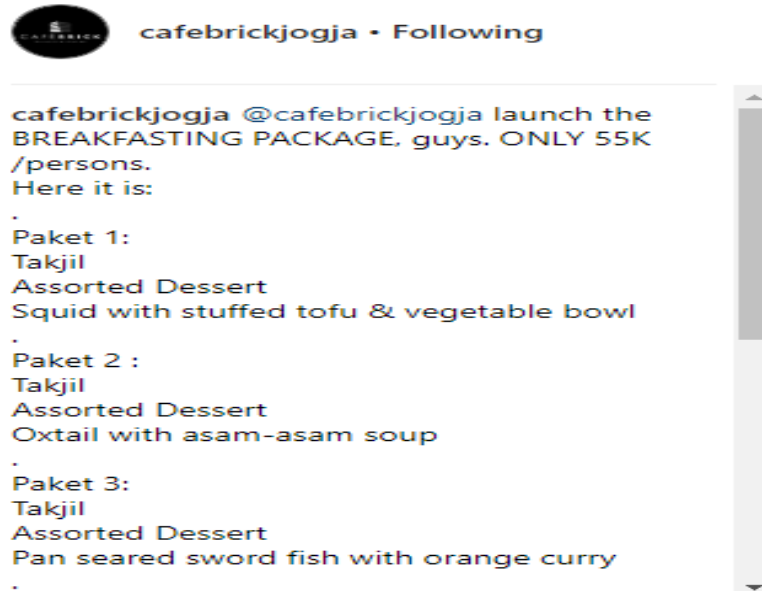 CAFEBRICK
cafebrickjogja • Following
cafebrickjogja @cafebrickjogja launch the
BREAKFASTING PACKAGE, guys. ONLY 55K
/persons.
Here it is:
.
Paket 1:
Takjil
Assorted Dessert
Squid with stuffed tofu & vegetable bowl
.
Paket 2 :
Takjil
Assorted Dessert
Oxtail with asam-asam soup
.
Paket 3:
Takjil
Assorted Dessert
Pan seared sword fish with orange curry
.